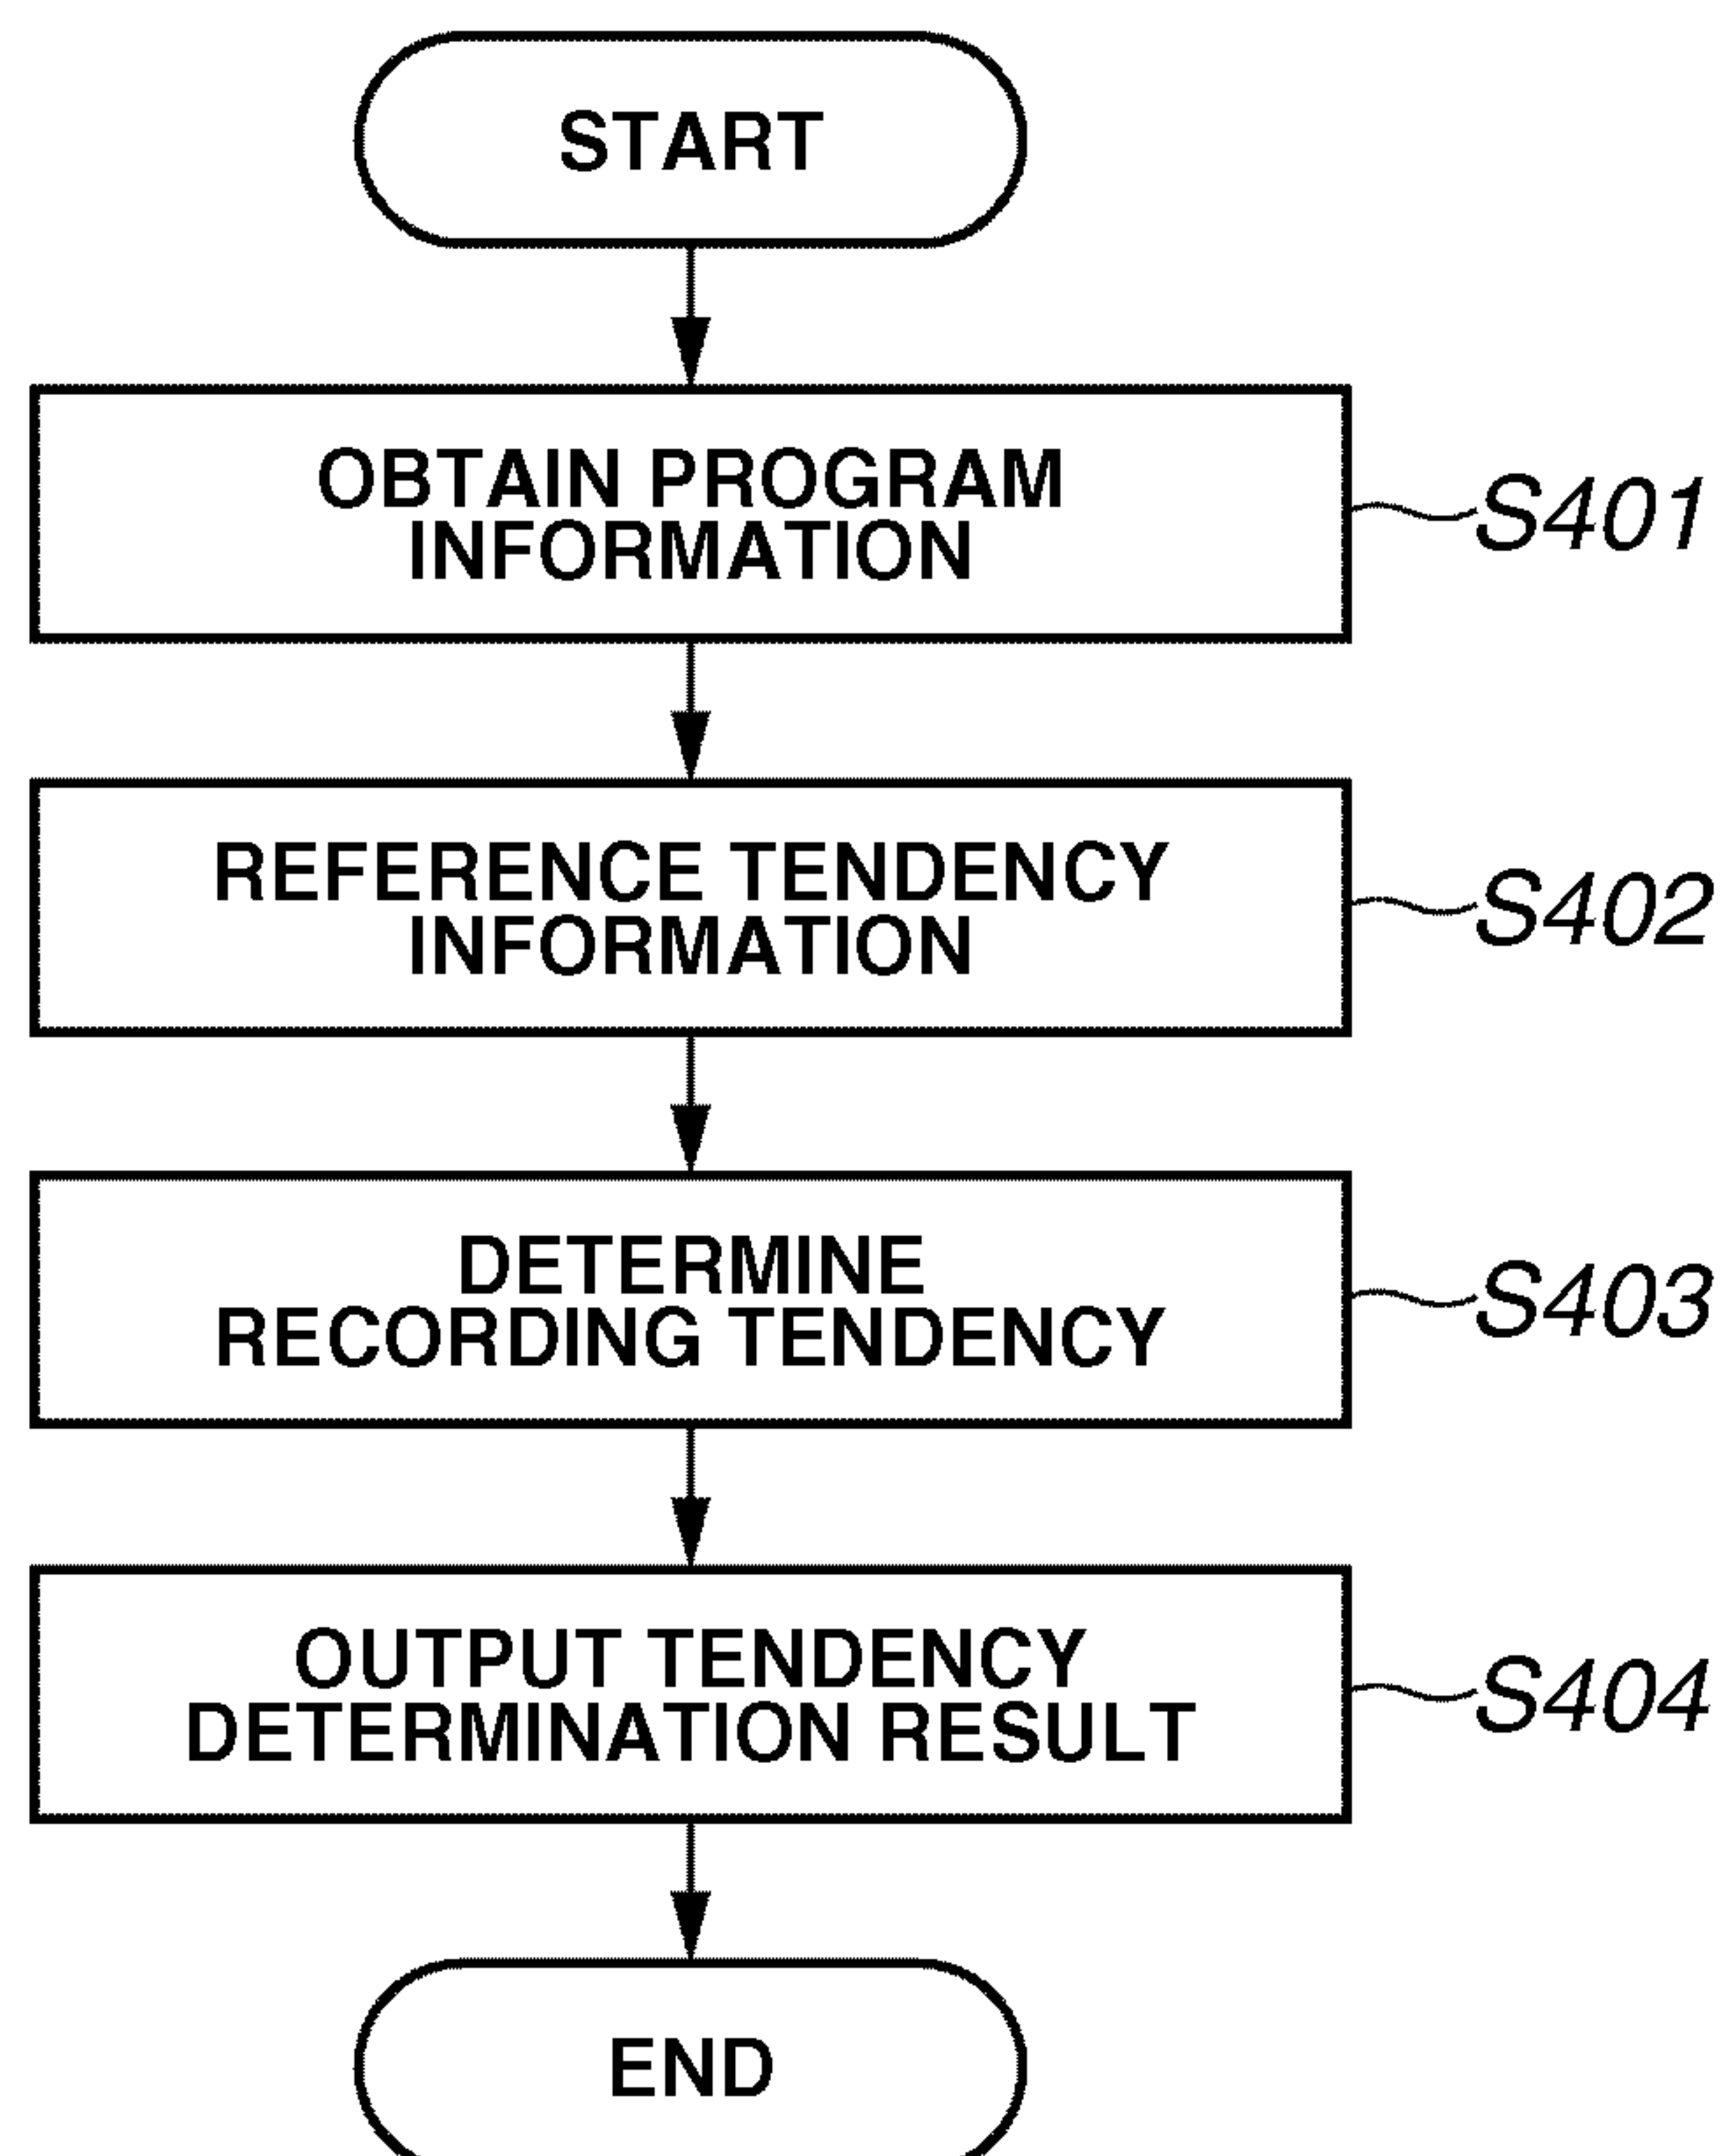 START
OBTAIN PROGRAM
INFORMATION
S401
REFERENCE TENDENCY
INFORMATION
S402
DETERMINE
RECORDING TENDENCY
S403
OUTPUT TENDENCY
DETERMINATION RESULT
S404
END